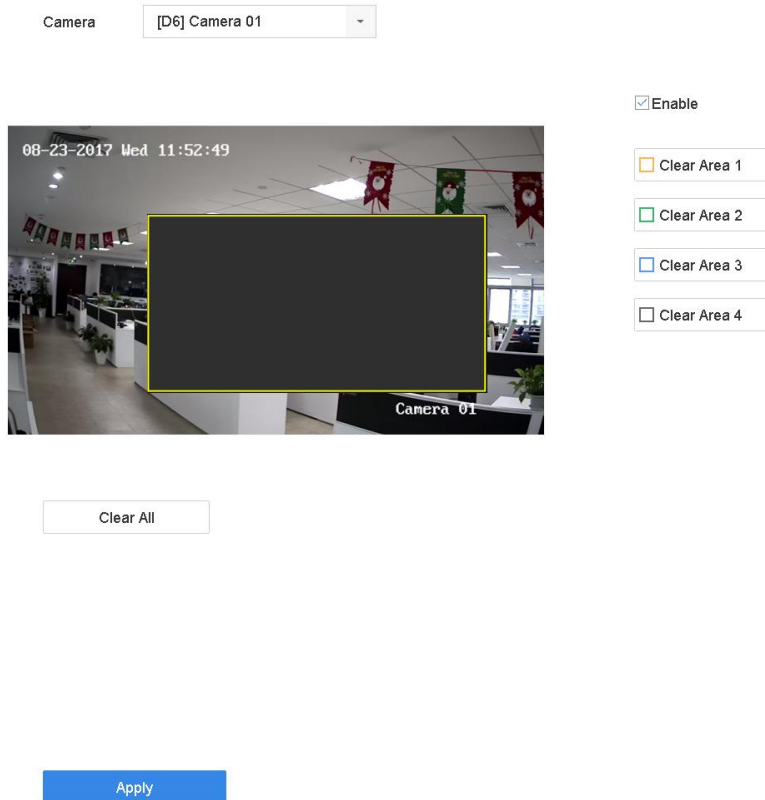 Camera
[D6] Camera 01
Enable
08-23-2017 Wed 11:52:49
Clear Area 1
Clear Area 2
Clear Area 3
Clear Area 4
Camera 01
Clear All
Apply